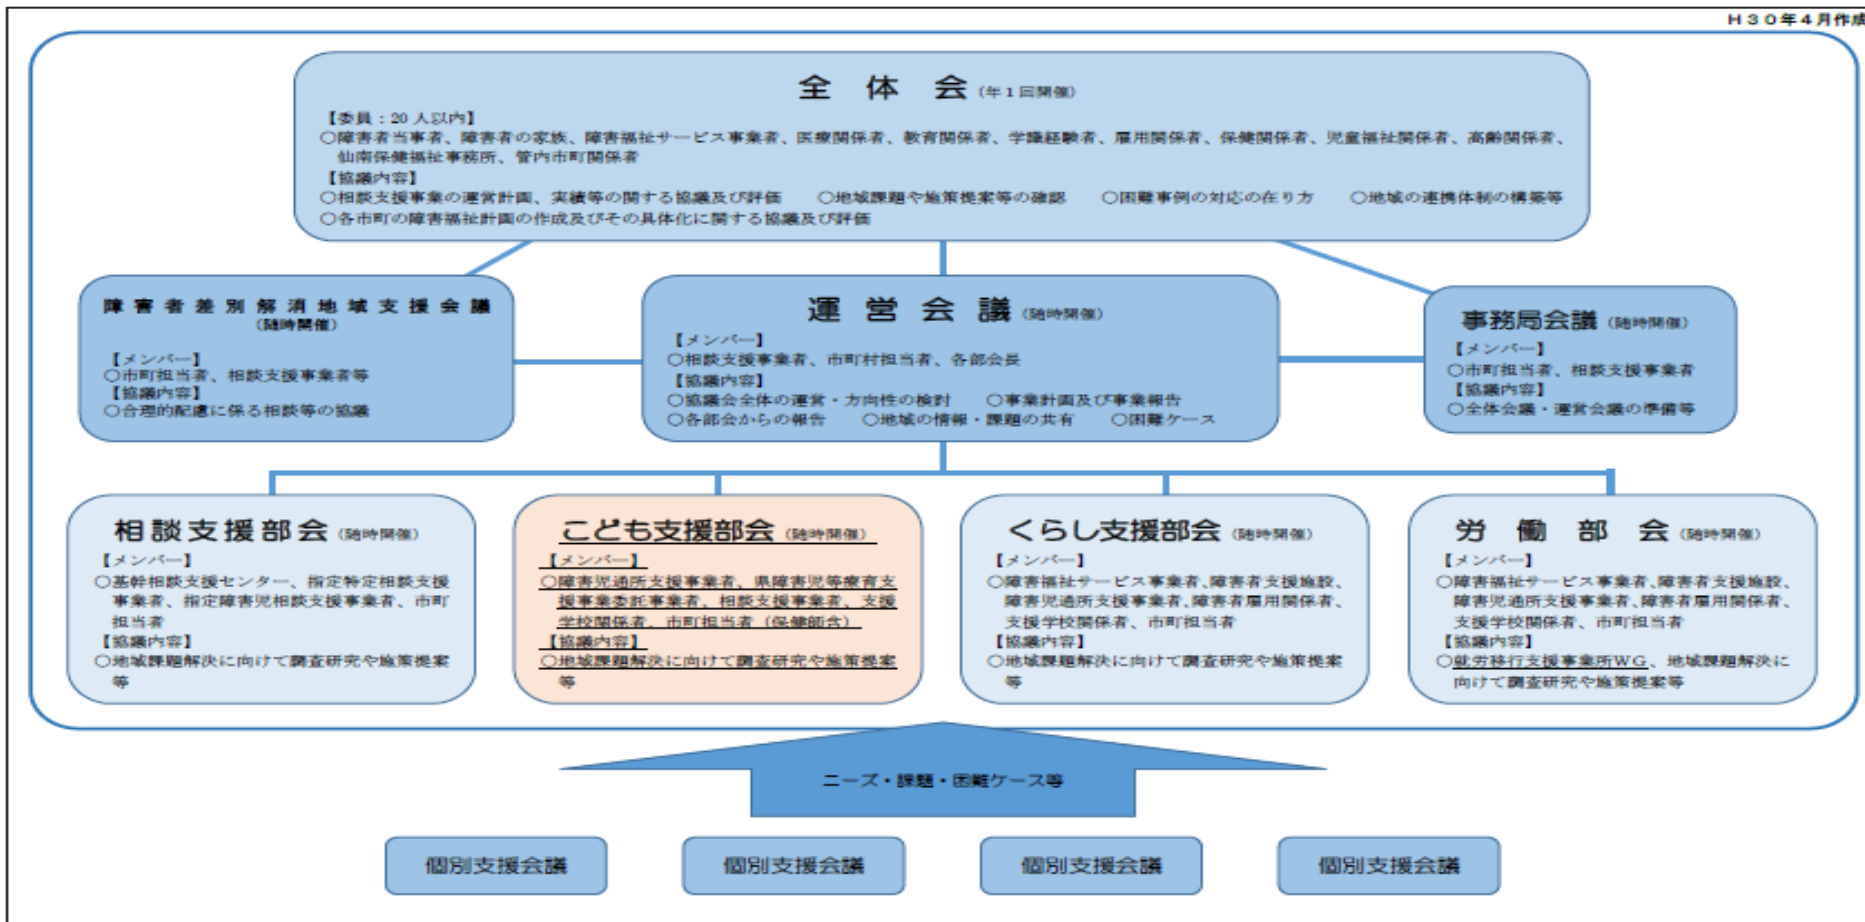 H30年4月作成
全体会(年1回開催)
【委員:20人以内】
○障害者当事者、障害者の家族、障害福祉サービス事業者、医療関係者、教育関係者、学識経験者、雇用関係者、保健関係者、児童福祉関係者、高齢関係者、
仙南保健福祉事務所、管内市町関係者
【協議内容】
○相談支援事業の運営計画、実績等の関する協議及び評価 ○地域課題や施策提案等の確認 ○困難事例の対応の在り方 ○地域の連携体制の構築等
○各市町の障害福祉計画の作成及びその具体化に関する協議及び評価
障害者差別解消地域支援会議
(随時開催)
【メンバー】
○市町担当者、相談支援事業者等
【協議内容】
○合理的配慮に係る相談等の協議
運営会議(随時開催)
【メンバー】
○相談支援事業者、市町村担当者、各部会長
【協議内容】
○協議会全体の運営・方向性の検討 ○事業計画及び事業報告
○各部会からの報告 ○地域の情報・課題の共有 ○困難ケース
事務局会議(随時開催)
【メンバー】
○市町担当者、相談支援事業者
【協議内容】
○全体会議・運営会議の準備等
相談支援部会(随時開催)
【メンバー】
○基幹相談支援センター、指定特定相談支援
事業者、指定障害児相談支援事業者、市町
担当者
【協議内容】
○地域課題解決に向けて調査研究や施策提案
等
こども支援部会(随時開催)
【メンバー】
○障害児通所支援事業者、県障害児等療育支
援事業委託事業者、相談支援事業者、支援
学校関係者、市町担当者(保健師含)
【協議内容】
○地域課題解決に向けて調査研究や施策提案
等
くらし支援部会(随時開催)
【メンバー】
○障害福祉サービス事業者、障害者支援施設、
障害児通所支援事業者、障害者雇用関係者、
支援学校関係者、市町担当者
【協議内容】
○地域課題解決に向けて調査研究や施策提案
等
労働部会(随時開催)
【メンバー】
○障害福祉サービス事業者、障害者支援施設、
障害児通所支援事業者、障害者雇用関係者、
支援学校関係者、市町担当者
【協議内容】
○就労移行支援事業所WG、地域課題解決に
向けて調査研究や施策提案等
ニーズ・課題・困難ケース等
個別支援会議
個別支援会議
個別支援会議
個別支援会議